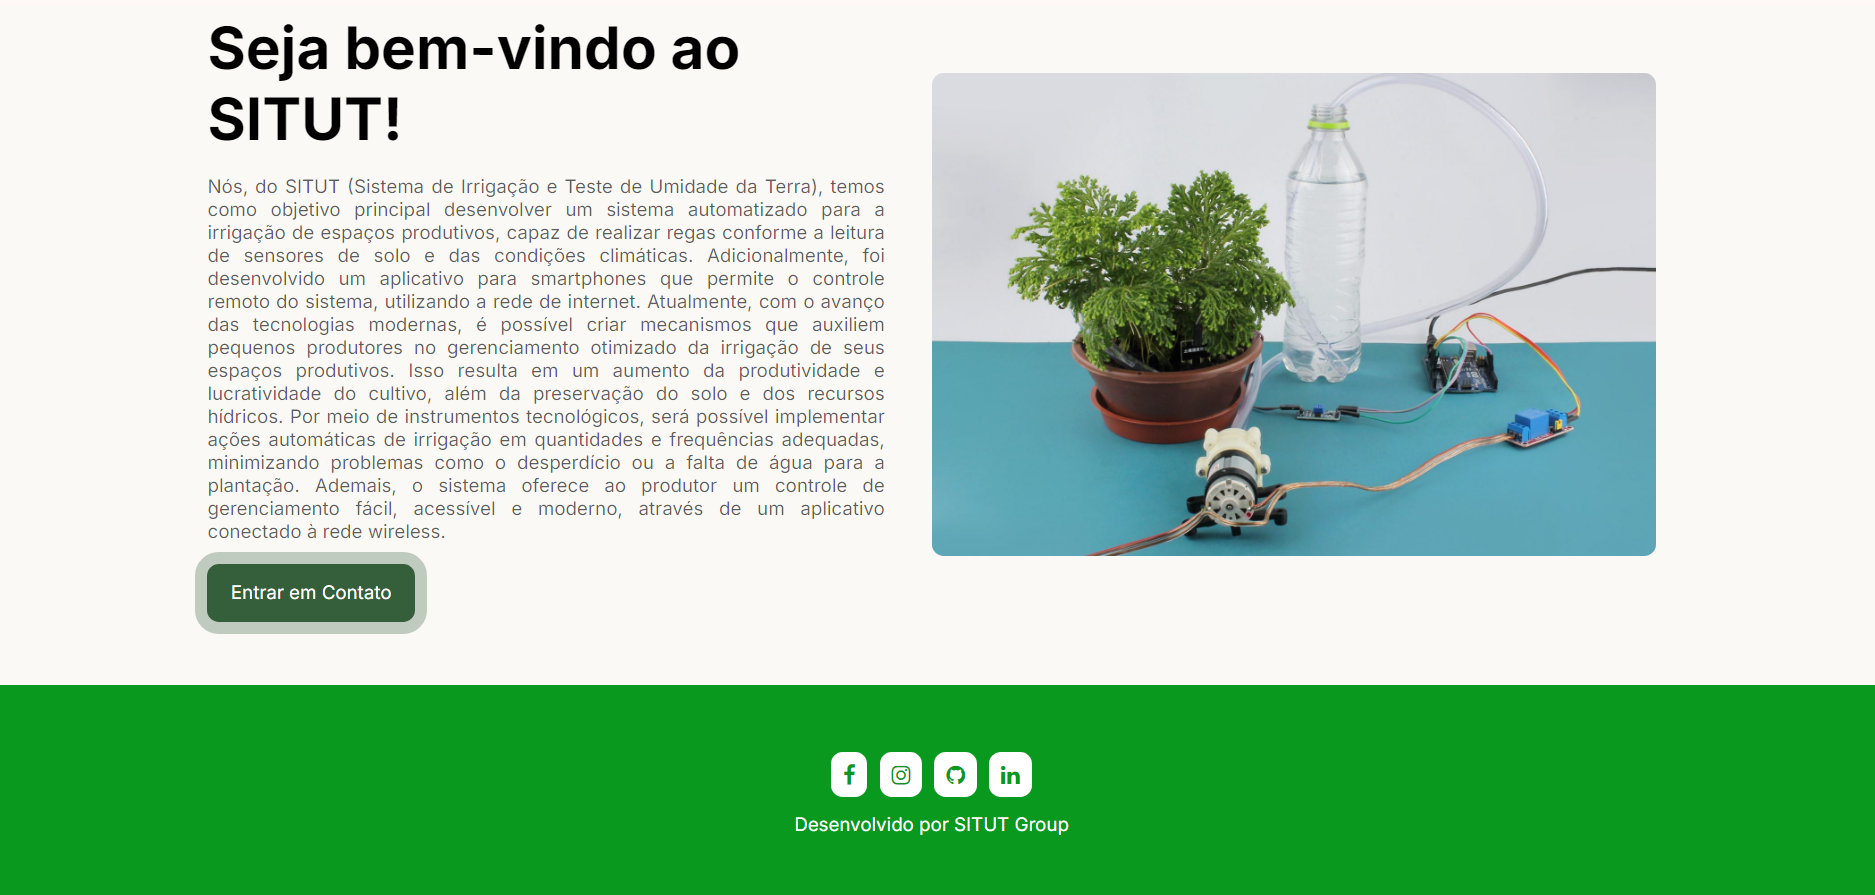 Seja bem-vindo ao
SITUT!
Nós, do SITUT (Sistema de Irrigação e Teste de Umidade da Terra), temos
como objetivo principal desenvolver um sistema automatizado para a
irrigação de espaços produtivos, capaz de realizar regas conforme a leitura
de sensores de solo e das condições climáticas. Adicionalmente, foi
desenvolvido um aplicativo para smartphones que permite o controle
remoto do sistema, utilizando a rede de internet. Atualmente, com o avanço
das tecnologias modernas, é possível criar mecanismos que auxiliem
pequenos produtores no gerenciamento otimizado da irrigação de seus
espaços produtivos. Isso resulta em um aumento da produtividade e
lucratividade do cultivo, além da preservação do solo e dos recursos
hídricos. Por meio de instrumentos tecnológicos, será possível implementar
ações automáticas de irrigação em quantidades e frequências adequadas,
minimizando problemas como o desperdício ou a falta de água para a
plantação. Ademais, o sistema oferece ao produtor um controle de
gerenciamento fácil, acessível e moderno, através de um aplicativo
conectado à rede wireless.
Entrar em Contato
Desenvolvido por SITUT Group